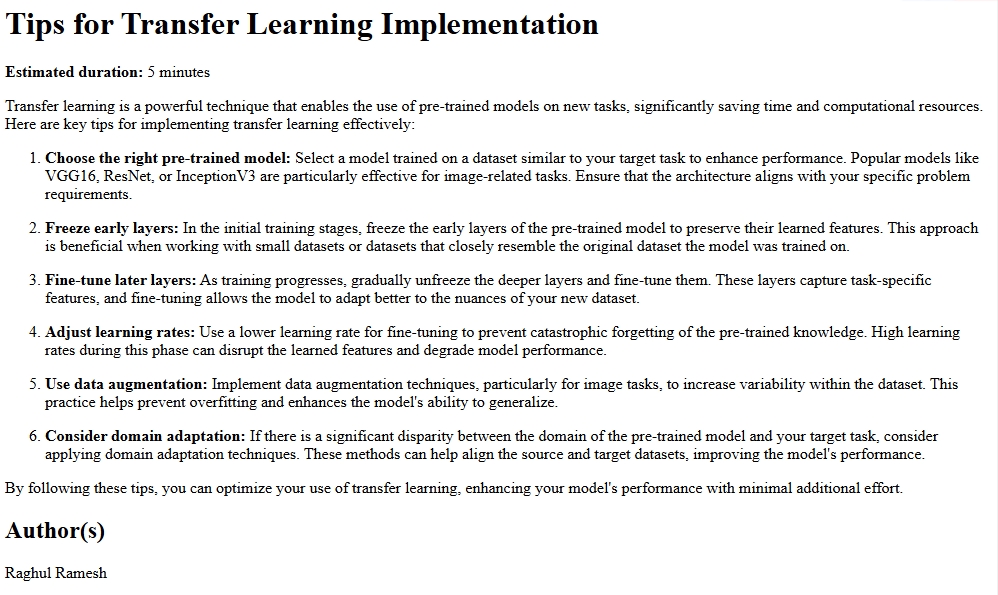 Tips for Transfer Learning Implementation
Estimated duration: 5 minutes
Transfer learning is a powerful technique that enables the use of pre-trained models on new tasks, significantly saving time and computational resources.
Here are key tips for implementing transfer learning effectively:
1. Choose the right pre-trained model: Select a model trained on a dataset similar to your target task to enhance performance. Popular models like
VGG16, ResNet, or InceptionV3 are particularly effective for image-related tasks. Ensure that the architecture aligns with your specific problem
requirements.
2. Freeze early layers: In the initial training stages, freeze the early layers of the pre-trained model to preserve their learned features. This approach
is beneficial when working with small datasets or datasets that closely resemble the original dataset the model was trained on.
3. Fine-tune later layers: As training progresses, gradually unfreeze the deeper layers and fine-tune them. These layers capture task-specific
features, and fine-tuning allows the model to adapt better to the nuances of your new dataset.
4. Adjust learning rates: Use a lower learning rate for fine-tuning to prevent catastrophic forgetting of the pre-trained knowledge. High learning
rates during this phase can disrupt the learned features and degrade model performance.
5. Use data augmentation: Implement data augmentation techniques, particularly for image tasks, to increase variability within the dataset. This
practice helps prevent overfitting and enhances the model's ability to generalize.
6. Consider domain adaptation: If there is a significant disparity between the domain of the pre-trained model and your target task, consider
applying domain adaptation techniques. These methods can help align the source and target datasets, improving the model's performance.
By following these tips, you can optimize your use of transfer learning, enhancing your model's performance with minimal additional effort.
Author(s)
Raghul Ramesh